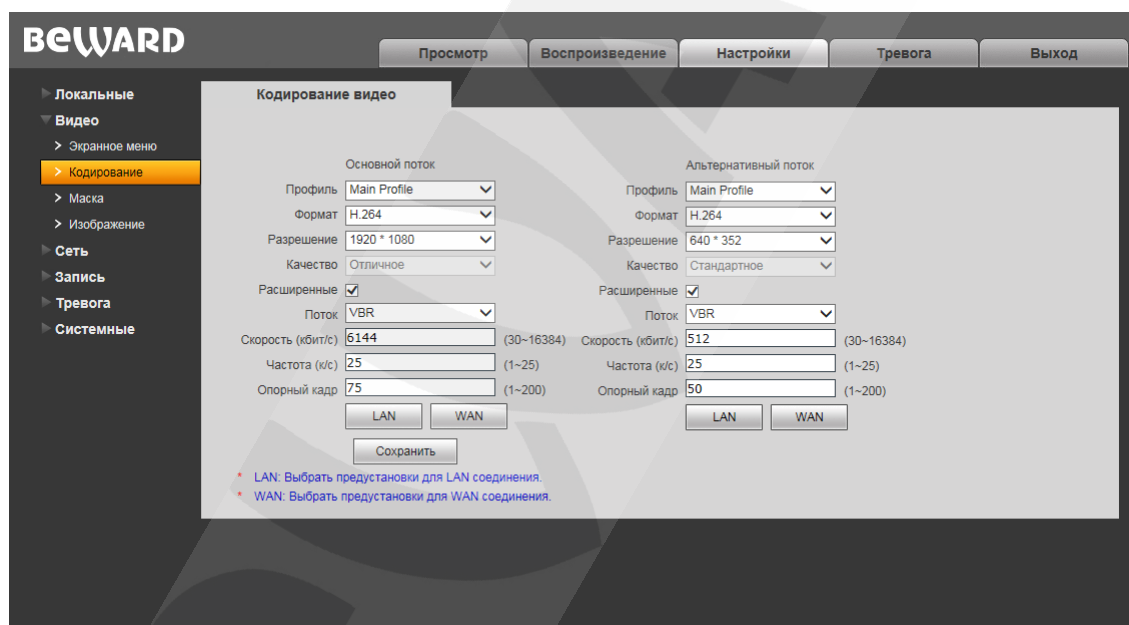 BEWARD
Просмотр Воспроизведение Настройки Тревога Выход
Локальные
Видео
> Экранное меню
> Кодирование
> Маска
> Изображение
Сеть
Запись
Тревога
Системные
Кодирование видео
Основной поток Альтернативный поток
Профиль Main Profile Профиль Main Profile
Формат H.264 Формат H.264
Разрешение 1920 * 1080 Разрешение 640 * 352
Качество Отличное Качество Стандартное
Расширенные Расширенные
Поток VBR Поток VBR
Скорость (кбит/с) 6144 (30~16384) Скорость (кбит/с) 512 (30~16384)
Частота (к/с) 25 (1~25) Частота (к/с) 25 (1~25)
Опорный кадр 75 (1~200) Опорный кадр 50 (1~200)
LAN WAN LAN WAN
Сохранить
* LAN: Выбрать предустановки для LAN соединения.
* WAN: Выбрать предустановки для WAN соединения.